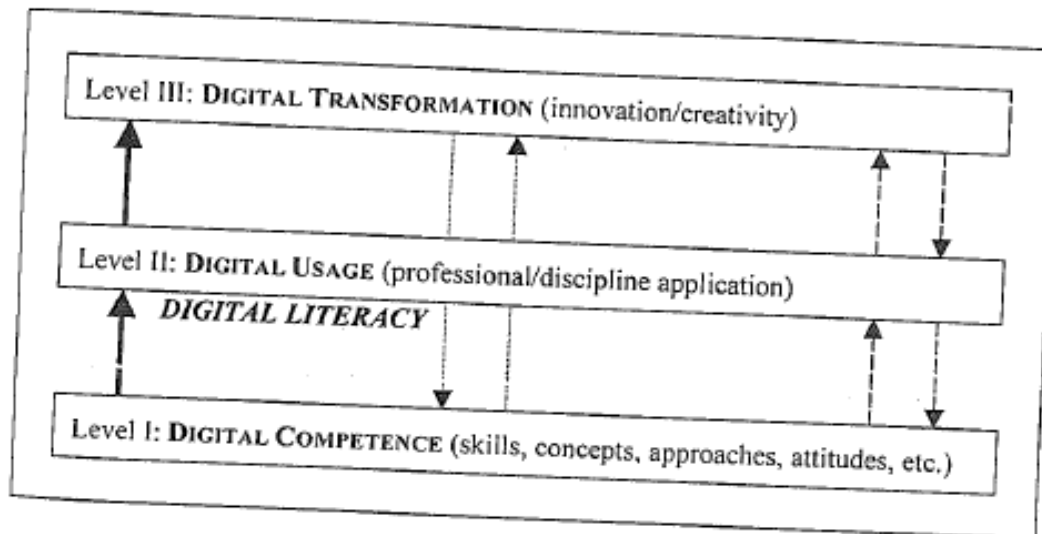 Level III: DIGITAL TRANSFORMATION (innovation/creativity)
Level II: DIGITAL USAGE (professional/discipline application)
DIGITAL LITERACY
Level I: DIGITAL COMPETENCE (skills, concepts, approaches, attitudes, etc.)